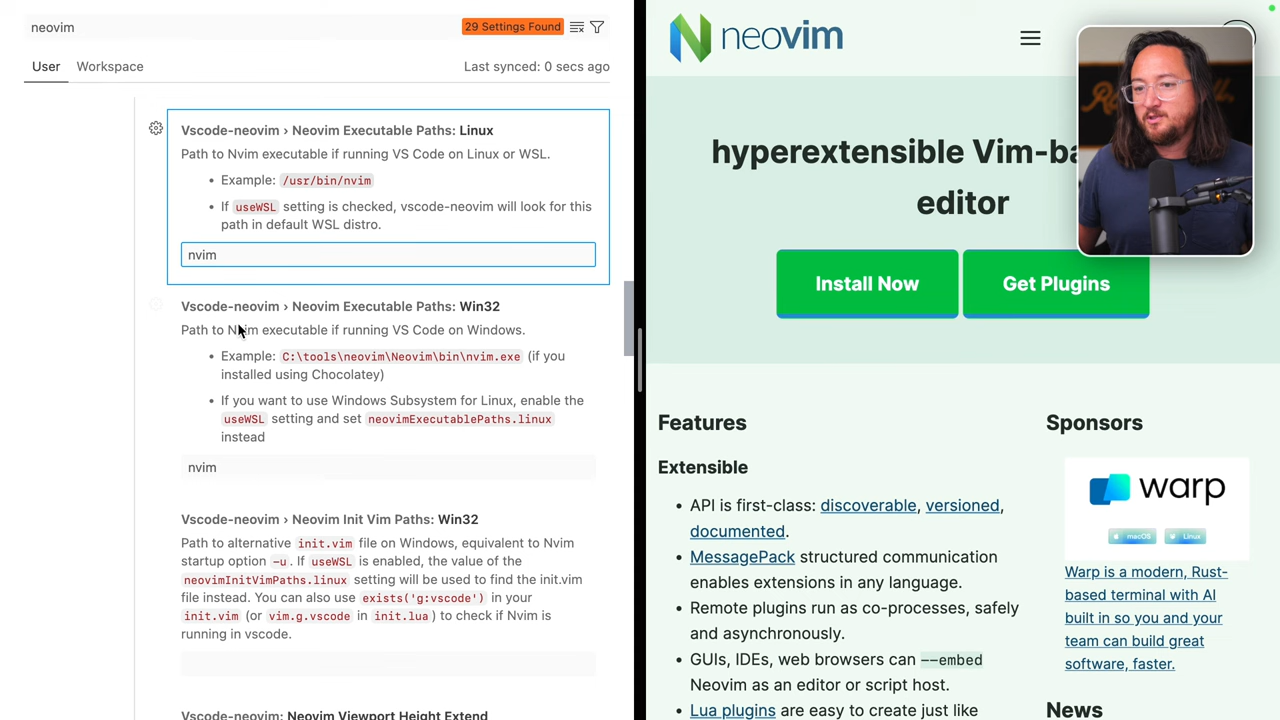 neovim
29 Settings Found
User Workspace
Last synced: 0 secs ago
Vscode-neovim › Neovim Executable Paths: Linux
Path to Nvim executable if running VS Code on Linux or WSL.
• Example: /usr/bin/nvim
• If useWSL setting is checked, vscode-neovim will look for this
path in default WSL distro.
nvim
Vscode-neovim › Neovim Executable Paths: Win32
Path to Nvim executable if running VS Code on Windows.
• Example: C:\tools\neovim\Neovim\bin\nvim.exe (if you
installed using Chocolatey)
• If you want to use Windows Subsystem for Linux, enable the
useWSL setting and set neovimExecutablePaths.linux
instead
nvim
Vscode-neovim › Neovim Init Vim Paths: Win32
Path to alternative init.vim file on Windows, equivalent to Nvim
startup option -u. If useWSL is enabled, the value of the
neovimInitVimPaths.linux setting will be used to find the init.vim
file instead. You can also use exists('g:vscode') in your
init.vim (or vim.g.vscode in init.lua) to check if Nvim is
running in vscode.
Vscode-neovim: Neovim Viewport Height Extend
neovim
hyperextensible Vim-ba
editor
Install Now
Get Plugins
Features
Extensible
• API is first-class: discoverable, versioned,
documented.
• MessagePack structured communication
enables extensions in any language.
• Remote plugins run as co-processes, safely
and asynchronously.
• GUIs, IDEs, web browsers can --embed
Neovim as an editor or script host.
• Lua plugins are easy to create just like
Sponsors
warp
macOS
Linux
Warp is a modern, Rust-
based terminal with AI
built in so you and your
team can build great
software, faster.
News